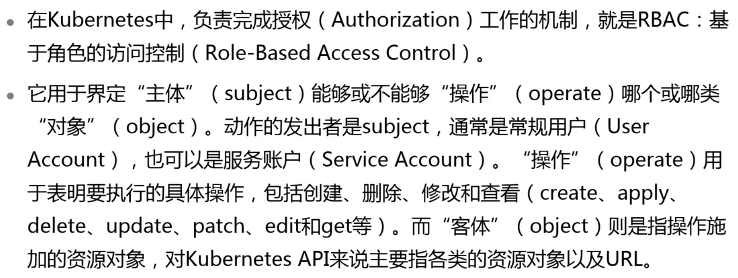 在Kubernetes中，负责完成授权（Authorization）工作的机制，就是RBAC：基
于角色的访问控制（Role-Based Access Control）。
它用于界定“主体”（subject）能够或不能够“操作”（operate）哪个或哪类
“对象”（object）。动作的发出者是subject，通常是常规用户（User
Account），也可以是服务账户（Service Account）。“操作”（operate）用
于表明要执行的具体操作，包括创建、删除、修改和查看（create、apply、
delete、update、patch、edit和get等）。而“客体”（object）则是指操作施
加的资源对象，对Kubernetes API来说主要指各类的资源对象以及URL。